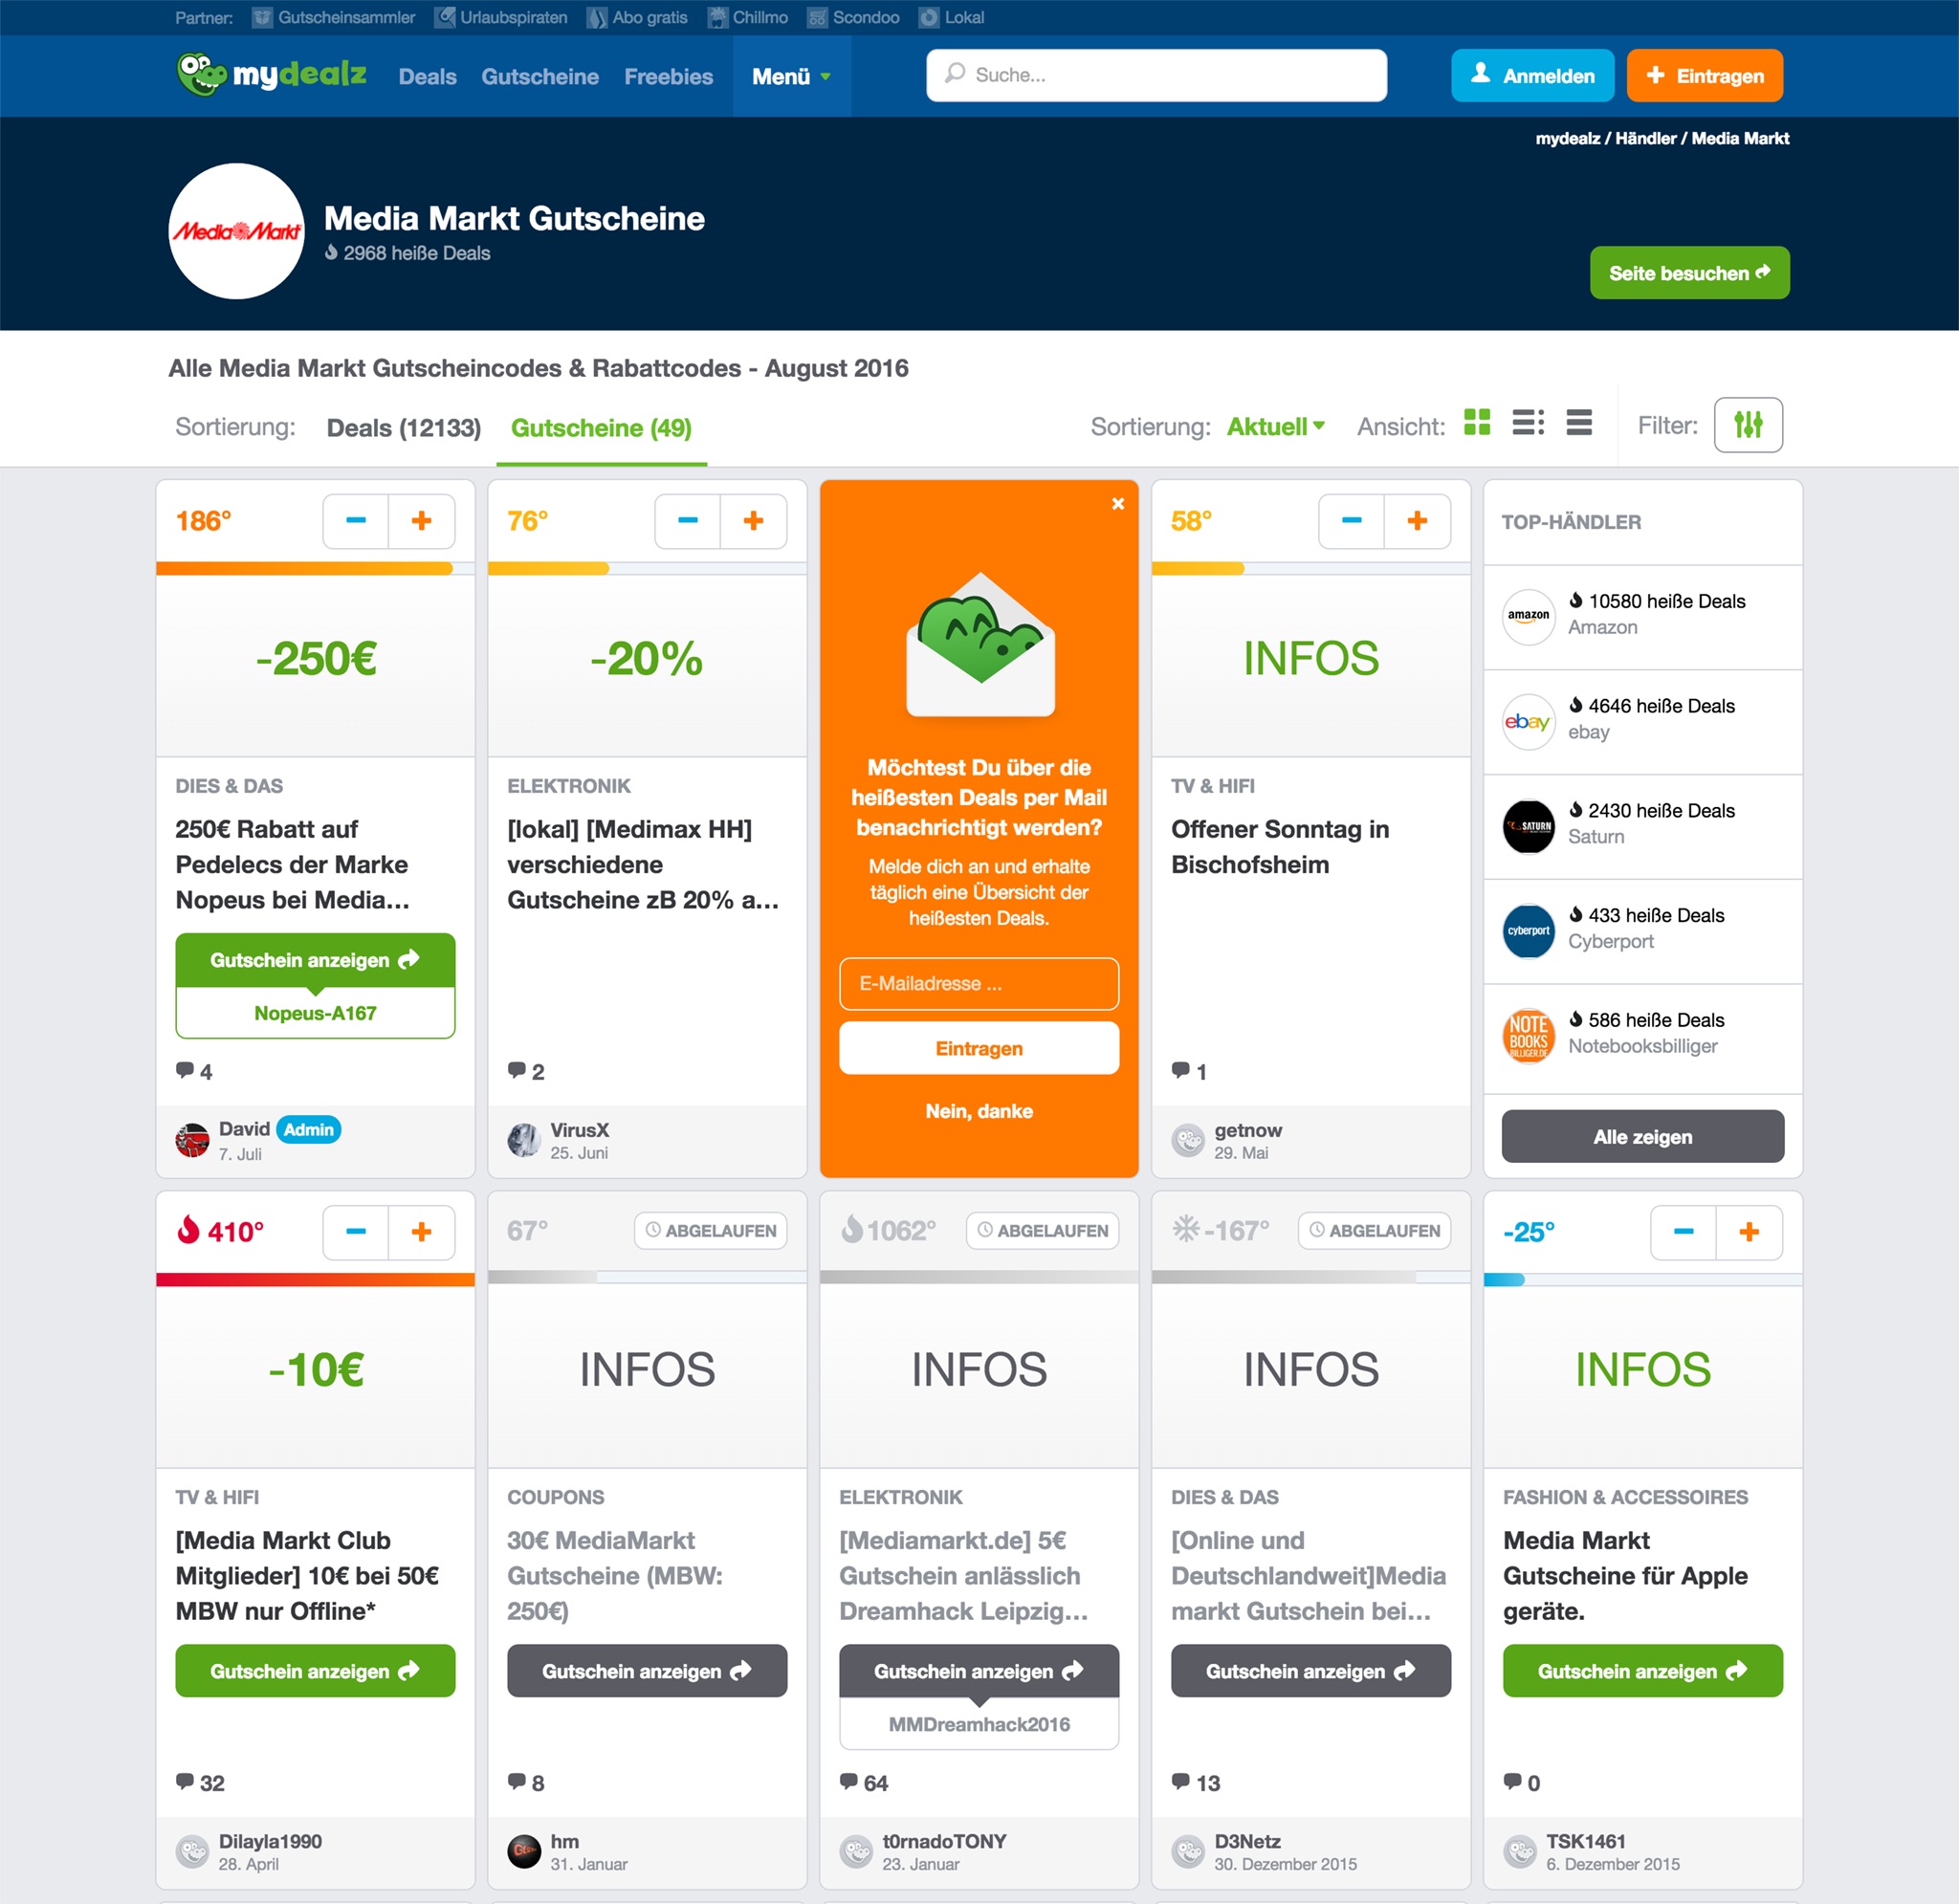 Partner: Gutscheinsammler Urlaubspiraten Abo gratis Chillmo Scondoo Lokal
mydealz Deals Gutscheine Freebies Menü Suche... Anmelden + Eintragen
mydealz / Händler / Media Markt
Media Markt
Media Markt Gutscheine
2968 heiße Deals
Seite besuchen
Alle Media Markt Gutscheincodes & Rabattcodes - August 2016
Sortierung: Deals (12133) Gutscheine (49) Sortierung: Aktuell Ansicht: Filter:
186° − +
-250€
DIES & DAS
250€ Rabatt auf
Pedelecs der Marke
Nopeus bei Media...
Gutschein anzeigen
Nopeus-A167
4
David Admin
7. Juli
76° − +
-20%
ELEKTRONIK
[lokal] [Medimax HH]
verschiedene
Gutscheine zB 20% a...
2
VirusX
25. Juni
×
Möchtest Du über die
heißesten Deals per Mail
benachrichtigt werden?
Melde dich an und erhalte
täglich eine Übersicht der
heißesten Deals.
E-Mailadresse ...
Eintragen
Nein, danke
58° − +
INFOS
TV & HIFI
Offener Sonntag in
Bischofsheim
1
getnow
29. Mai
TOP-HÄNDLER
amazon
10580 heiße Deals
Amazon
ebay
4646 heiße Deals
ebay
SATURN
2430 heiße Deals
Saturn
cyberport
433 heiße Deals
Cyberport
NOTE
BOOKS
BILLIGER.DE
586 heiße Deals
Notebooksbilliger
Alle zeigen
410° − +
-10€
TV & HIFI
[Media Markt Club
Mitglieder] 10€ bei 50€
MBW nur Offline*
Gutschein anzeigen
32
Dilayla1990
28. April
67° ABGELAUFEN
INFOS
COUPONS
30€ MediaMarkt
Gutscheine (MBW:
250€)
Gutschein anzeigen
8
hm
31. Januar
1062° ABGELAUFEN
INFOS
ELEKTRONIK
[Mediamarkt.de] 5€
Gutschein anlässlich
Dreamhack Leipzig...
Gutschein anzeigen
MMDreamhack2016
64
t0rnadoTONY
23. Januar
-167° ABGELAUFEN
INFOS
DIES & DAS
[Online und
Deutschlandweit]Media
markt Gutschein bei...
Gutschein anzeigen
13
D3Netz
30. Dezember 2015
-25° − +
INFOS
FASHION & ACCESSOIRES
Media Markt
Gutscheine für Apple
geräte.
Gutschein anzeigen
0
TSK1461
6. Dezember 2015